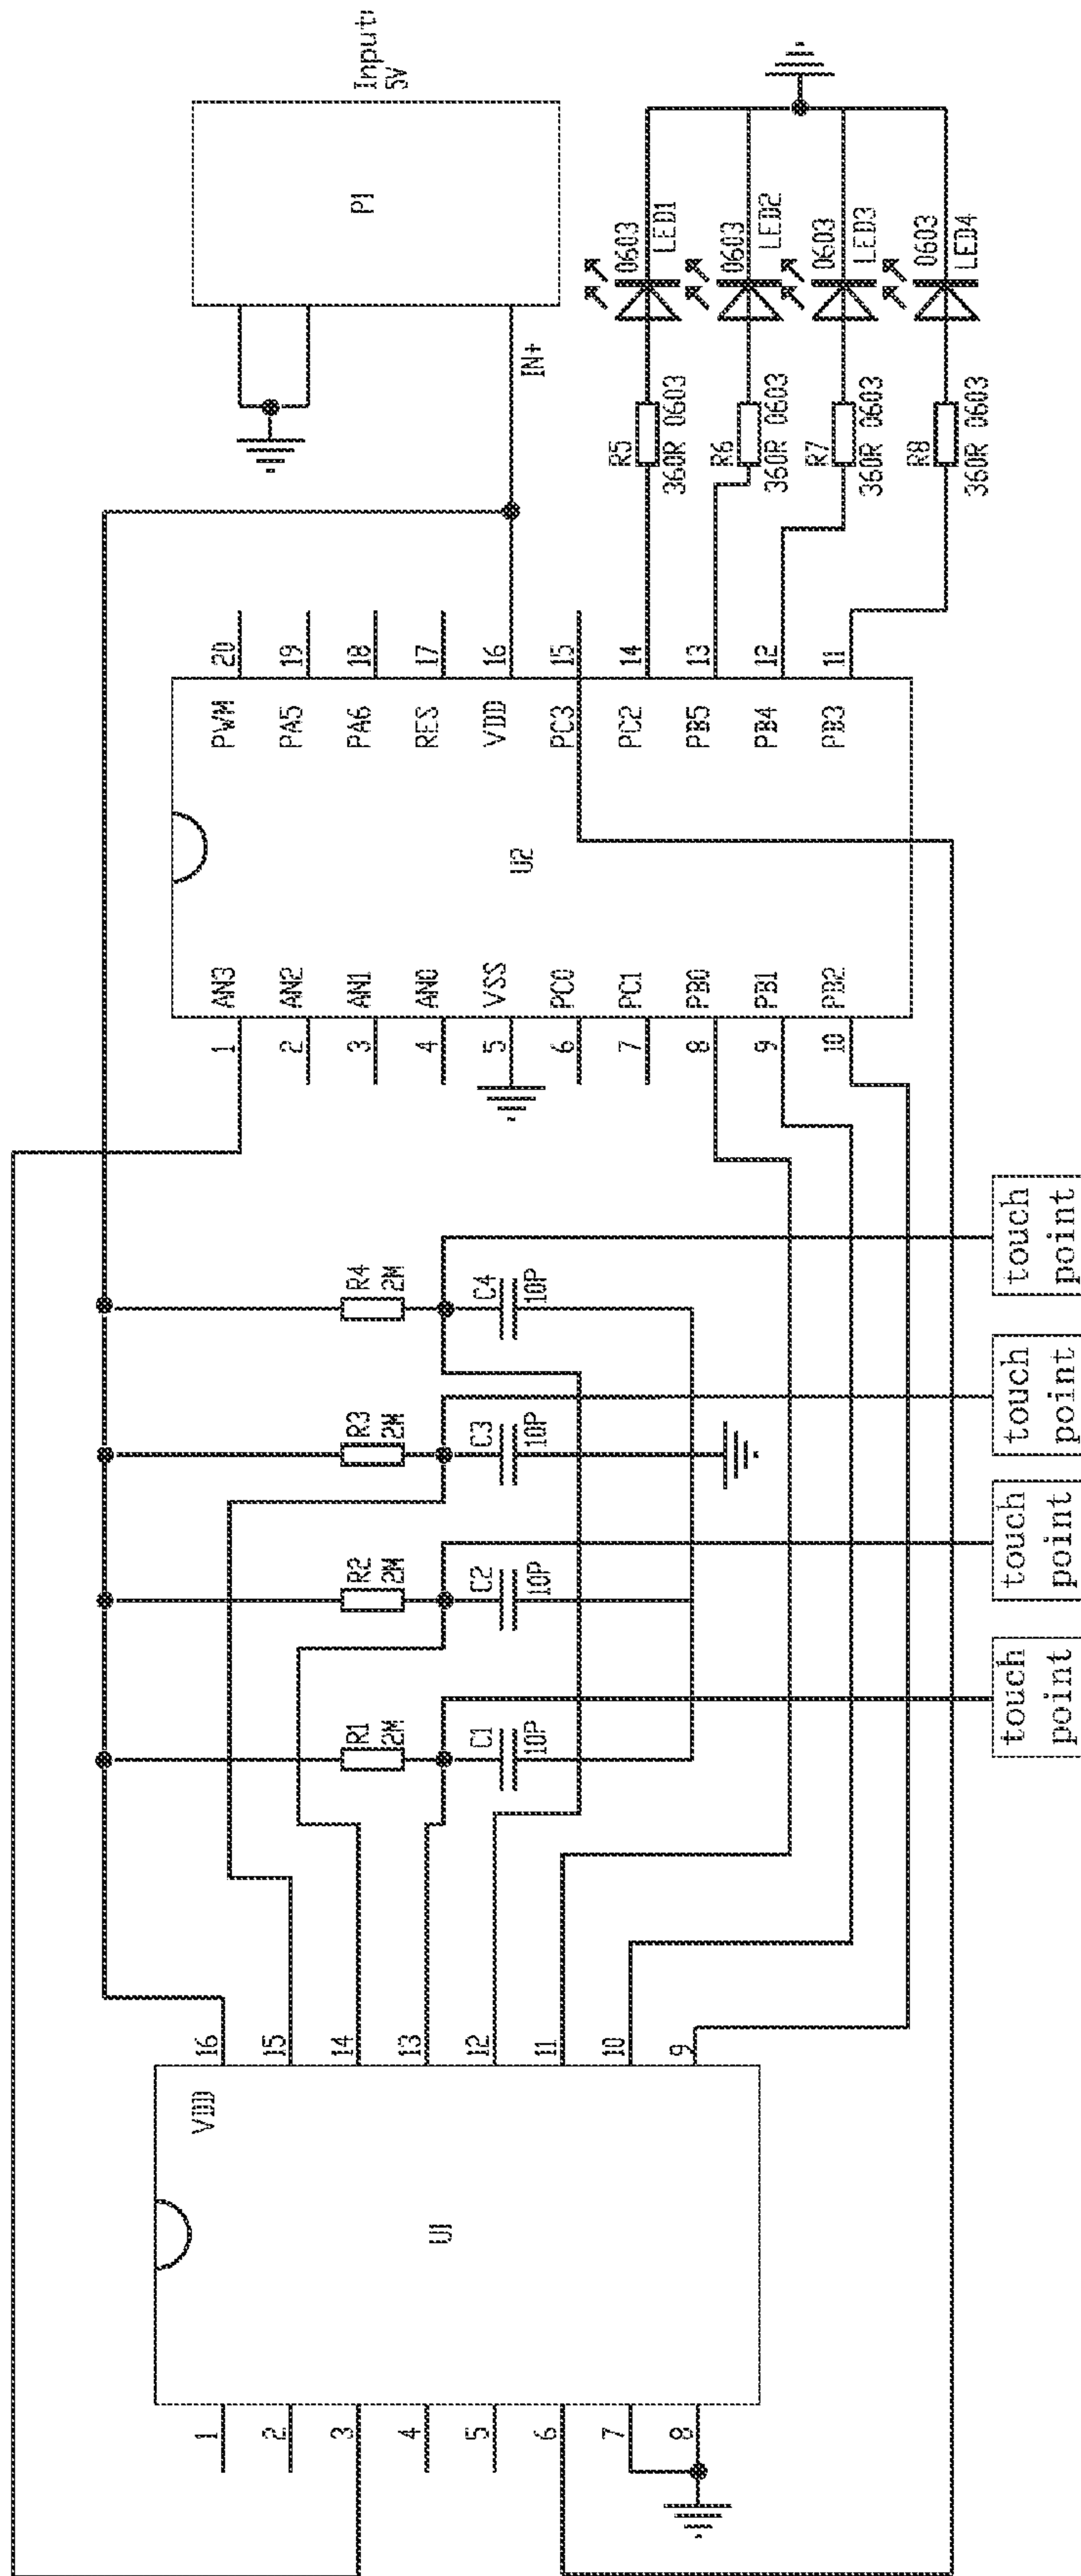 Input:
5V
P1
IN+
LED1
0603
LED2
0603
LED3
0603
LED4
0603
R5
360R 0603
R6
360R 0603
R7
360R 0603
R8
360R 0603
20
19
18
17
16
15
14
13
12
11
PWM
PA5
PA6
RES
VDD
PC3
PC2
PB5
PB4
PB3
U2
AN3
AN2
AN1
AN0
VSS
PC0
PC1
PB0
PB1
PB2
1
2
3
4
5
6
7
8
9
10
R4
2M
C4
10P
R3
2M
C3
10P
R2
2M
C2
10P
R1
2M
C1
10P
touch
point
touch
point
touch
point
touch
point
16
15
14
13
12
11
10
9
VDD
U1
1
2
3
4
5
6
7
8